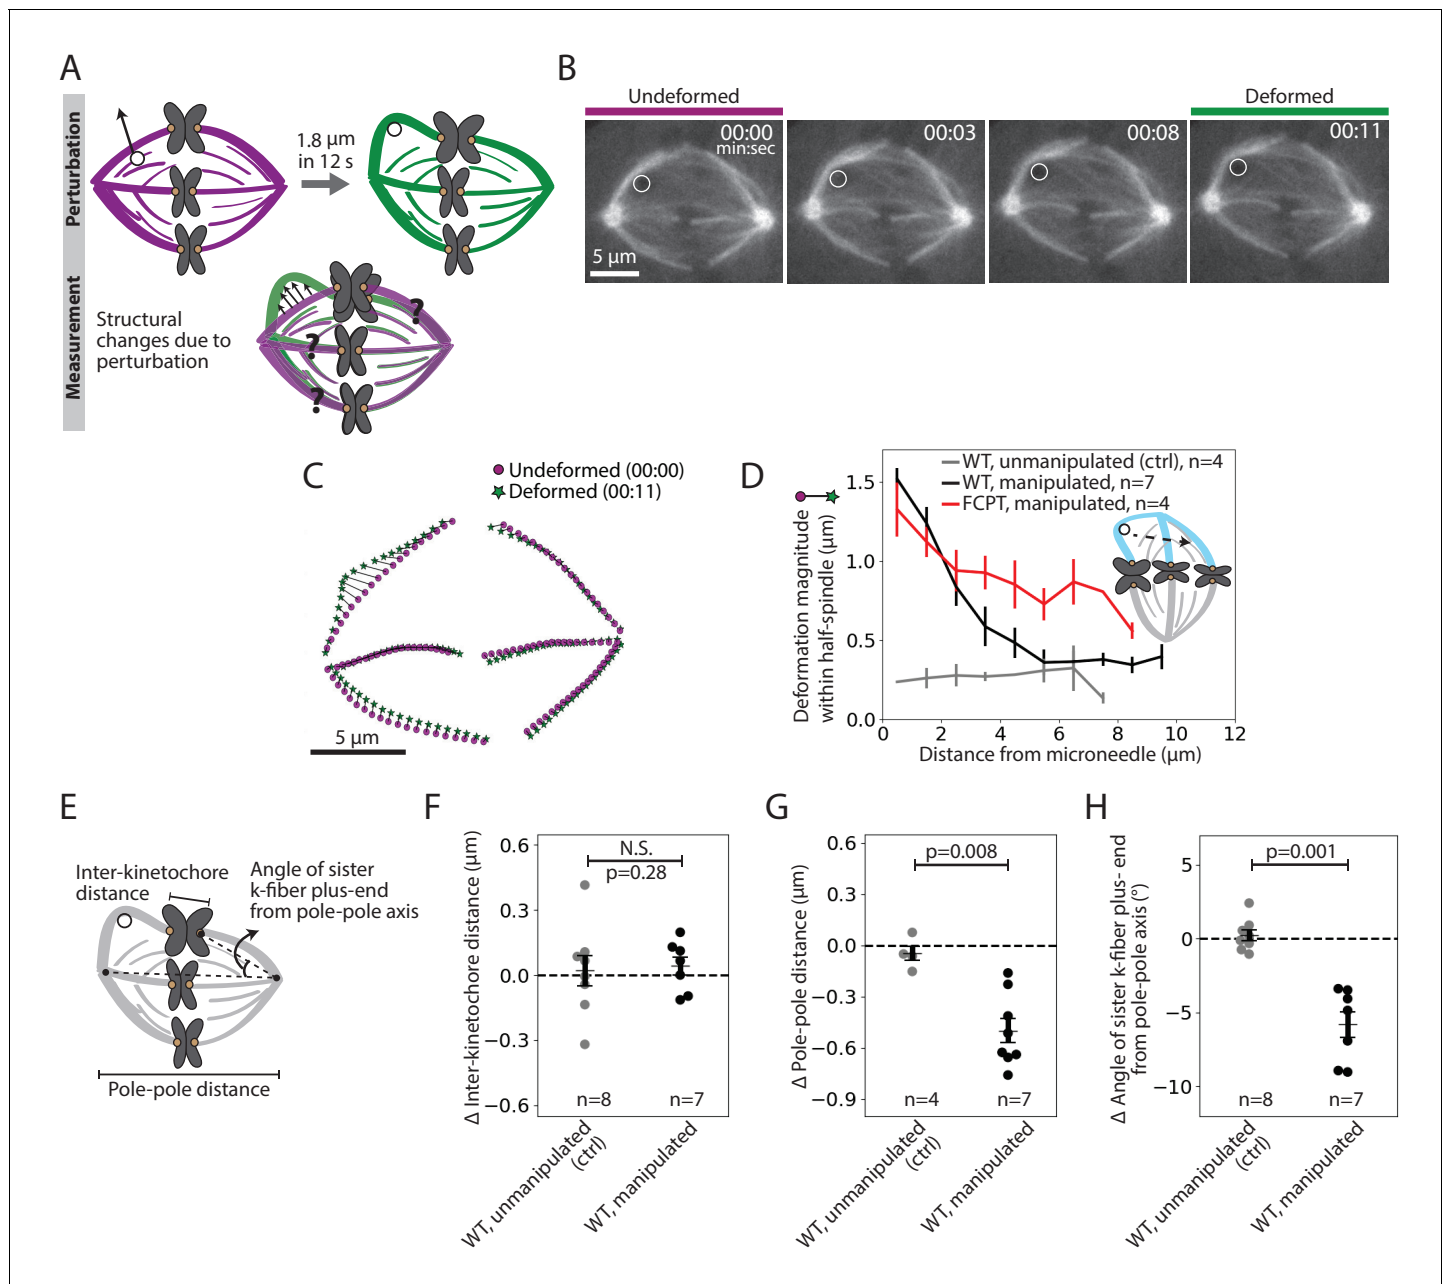 A
Perturbation
1.8 µm
in 12 s
Measurement
Structural
changes due to
perturbation
?
?
?
B
Undeformed
Deformed
00:00
min:sec
00:03
00:08
00:11
5 µm
C
Undeformed (00:00)
Deformed (00:11)
5 µm
D
WT, unmanipulated (ctrl), n=4
WT, manipulated, n=7
FCPT, manipulated, n=4
Deformation magnitude
within half-spindle (µm)
1.5
1.0
0.5
0.0
0
2
4
6
8
10
12
Distance from microneedle (µm)
E
Inter-kinetochore
distance
Angle of sister
k-fiber plus-end
from pole-pole axis
Pole-pole distance
F
Δ Inter-kinetochore distance (µm)
0.6
0.3
0.0
−0.3
−0.6
N.S.
p=0.28
n=8
n=7
WT, unmanipulated
(ctrl)
WT, manipulated
G
Δ Pole-pole distance (µm)
0.6
0.3
0.0
−0.3
−0.6
−0.9
p=0.008
n=4
n=7
WT, unmanipulated
(ctrl)
WT, manipulated
H
Δ Angle of sister k-fiber plus- end
from pole-pole axis (°)
5
0
−5
−10
p=0.001
n=8
n=7
WT, unmanipulated
(ctrl)
WT, manipulated